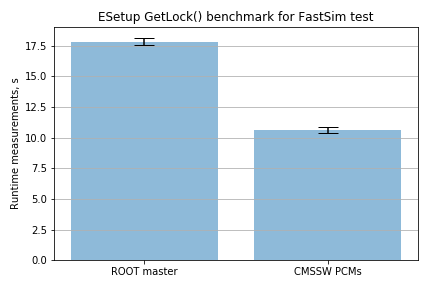 ESetup GetLock() benchmark for FastSim test
Runtime measurements, s
17.5
15.0
12.5
10.0
7.5
5.0
2.5
0.0
ROOT master
CMSSW PCMs